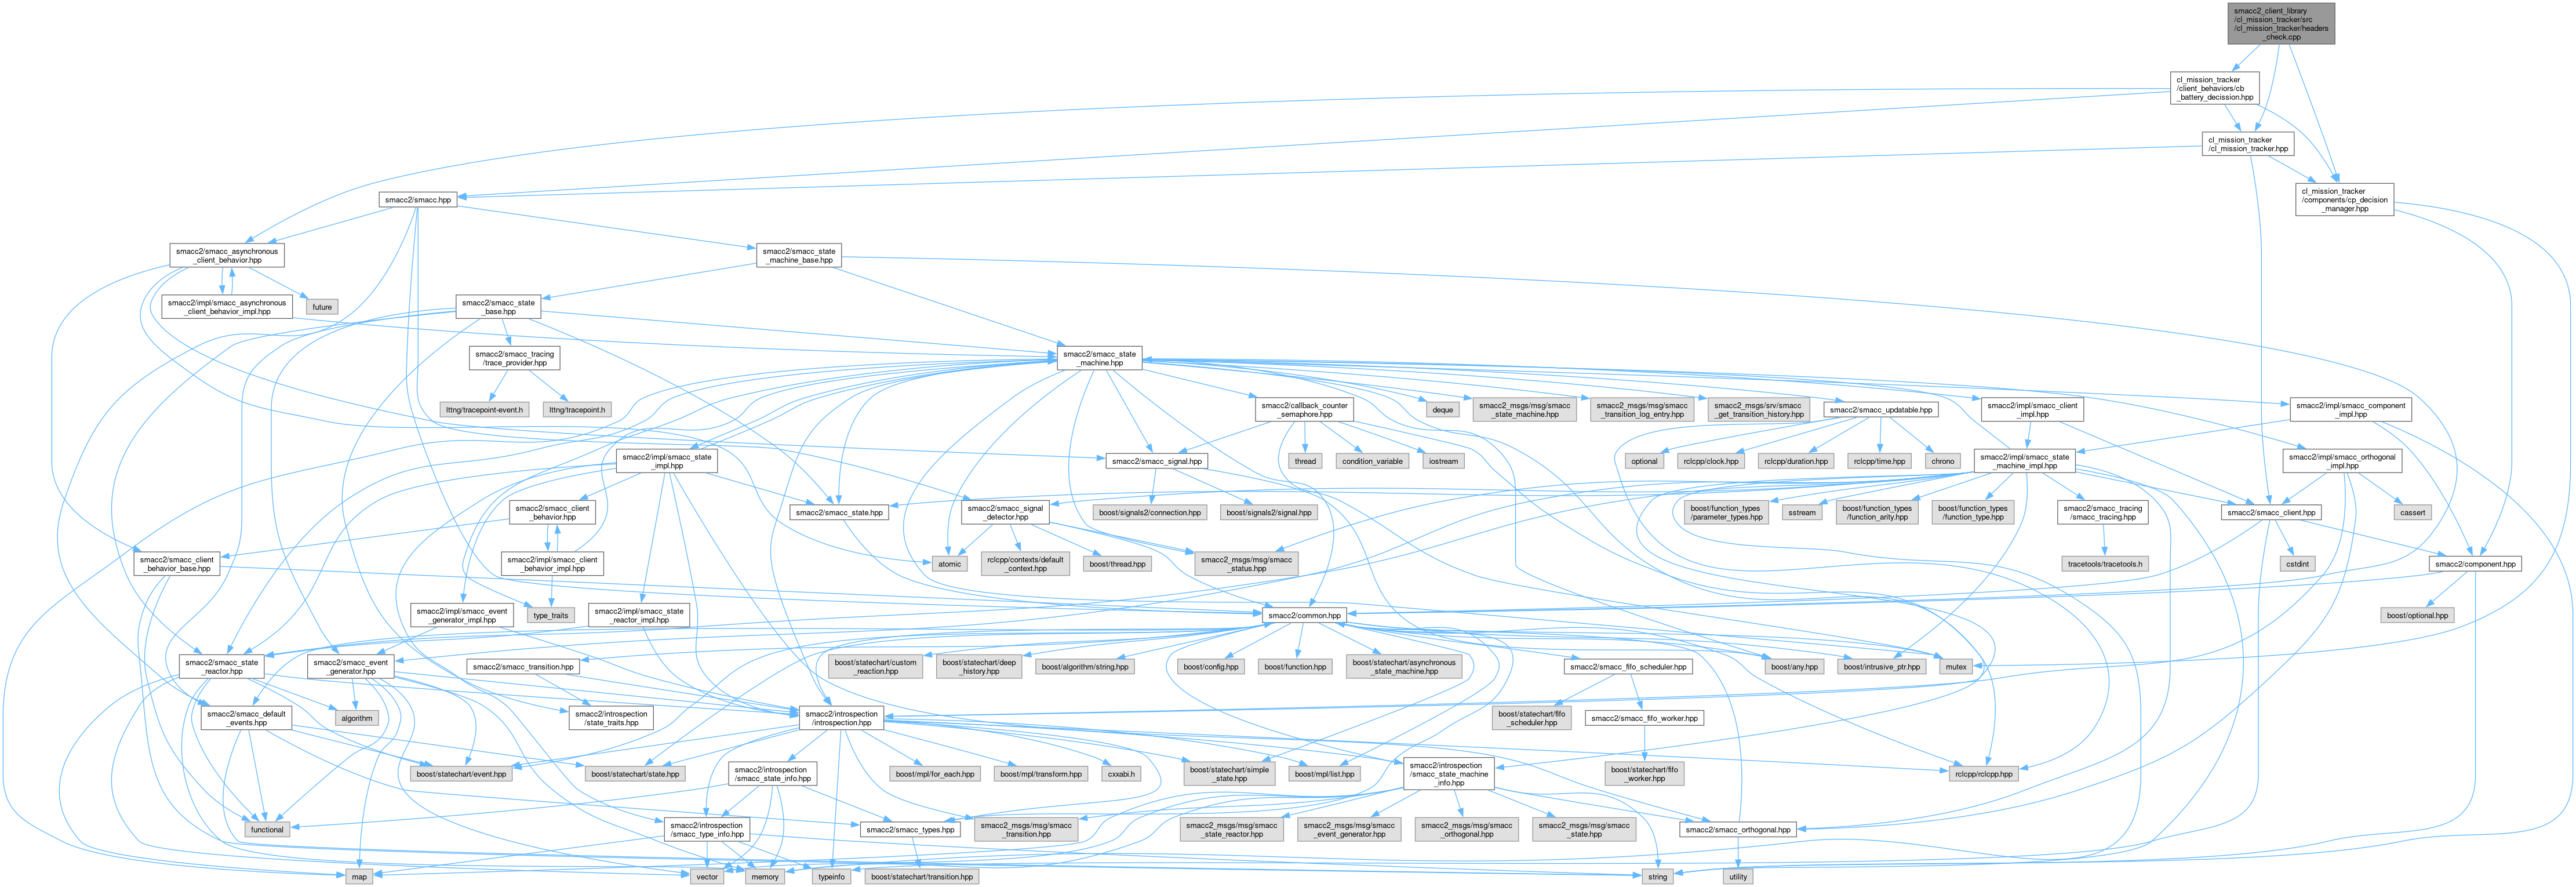 smacc2_client_library
/cl_mission_tracker/src
/cl_mission_tracker/headers
_check.cpp
cl_mission_tracker
/client_behaviors/cb
_battery_decission.hpp
cl_mission_tracker
/cl_mission_tracker.hpp
cl_mission_tracker
/components/cp_decision
_manager.hpp
smacc2/smacc.hpp
smacc2/smacc_asynchronous
_client_behavior.hpp
smacc2/smacc_state
_machine_base.hpp
smacc2/impl/smacc_asynchronous
_client_behavior_impl.hpp
future
smacc2/smacc_state
_base.hpp
smacc2/smacc_tracing
/trace_provider.hpp
smacc2/smacc_state
_machine.hpp
lttng/tracepoint-event.h
lttng/tracepoint.h
smacc2/callback_counter
_semaphore.hpp
deque
smacc2_msgs/msg/smacc
_state_machine.hpp
smacc2_msgs/msg/smacc
_transition_log_entry.hpp
smacc2_msgs/srv/smacc
_get_transition_history.hpp
smacc2/smacc_updatable.hpp
smacc2/impl/smacc_client
_impl.hpp
smacc2/impl/smacc_component
_impl.hpp
smacc2/impl/smacc_state
_impl.hpp
smacc2/smacc_signal.hpp
thread
condition_variable
iostream
optional
rclcpp/clock.hpp
rclcpp/duration.hpp
rclcpp/time.hpp
chrono
smacc2/impl/smacc_state
_machine_impl.hpp
smacc2/impl/smacc_orthogonal
_impl.hpp
smacc2/smacc_client
_behavior.hpp
smacc2/smacc_state.hpp
smacc2/smacc_signal
_detector.hpp
boost/signals2/connection.hpp
boost/signals2/signal.hpp
boost/function_types
/parameter_types.hpp
sstream
boost/function_types
/function_arity.hpp
boost/function_types
/function_type.hpp
smacc2/smacc_tracing
/smacc_tracing.hpp
smacc2/smacc_client.hpp
cassert
smacc2/smacc_client
_behavior_base.hpp
smacc2/impl/smacc_client
_behavior_impl.hpp
atomic
rclcpp/contexts/default
_context.hpp
boost/thread.hpp
smacc2_msgs/msg/smacc
_status.hpp
tracetools/tracetools.h
cstdint
smacc2/component.hpp
smacc2/impl/smacc_event
_generator_impl.hpp
type_traits
smacc2/impl/smacc_state
_reactor_impl.hpp
smacc2/common.hpp
boost/optional.hpp
smacc2/smacc_state
_reactor.hpp
smacc2/smacc_event
_generator.hpp
smacc2/smacc_transition.hpp
boost/statechart/custom
_reaction.hpp
boost/statechart/deep
_history.hpp
boost/algorithm/string.hpp
boost/config.hpp
boost/function.hpp
boost/statechart/asynchronous
_state_machine.hpp
smacc2/smacc_fifo_scheduler.hpp
boost/any.hpp
boost/intrusive_ptr.hpp
mutex
smacc2/smacc_default
_events.hpp
algorithm
smacc2/introspection
/state_traits.hpp
smacc2/introspection
/introspection.hpp
boost/statechart/fifo
_scheduler.hpp
smacc2/smacc_fifo_worker.hpp
boost/statechart/event.hpp
boost/statechart/state.hpp
smacc2/introspection
/smacc_state_info.hpp
boost/mpl/for_each.hpp
boost/mpl/transform.hpp
cxxabi.h
boost/statechart/simple
_state.hpp
boost/mpl/list.hpp
smacc2/introspection
/smacc_state_machine
_info.hpp
boost/statechart/fifo
_worker.hpp
rclcpp/rclcpp.hpp
functional
smacc2/introspection
/smacc_type_info.hpp
smacc2/smacc_types.hpp
smacc2_msgs/msg/smacc
_transition.hpp
smacc2_msgs/msg/smacc
_state_reactor.hpp
smacc2_msgs/msg/smacc
_event_generator.hpp
smacc2_msgs/msg/smacc
_orthogonal.hpp
smacc2_msgs/msg/smacc
_state.hpp
smacc2/smacc_orthogonal.hpp
map
vector
memory
typeinfo
boost/statechart/transition.hpp
string
utility